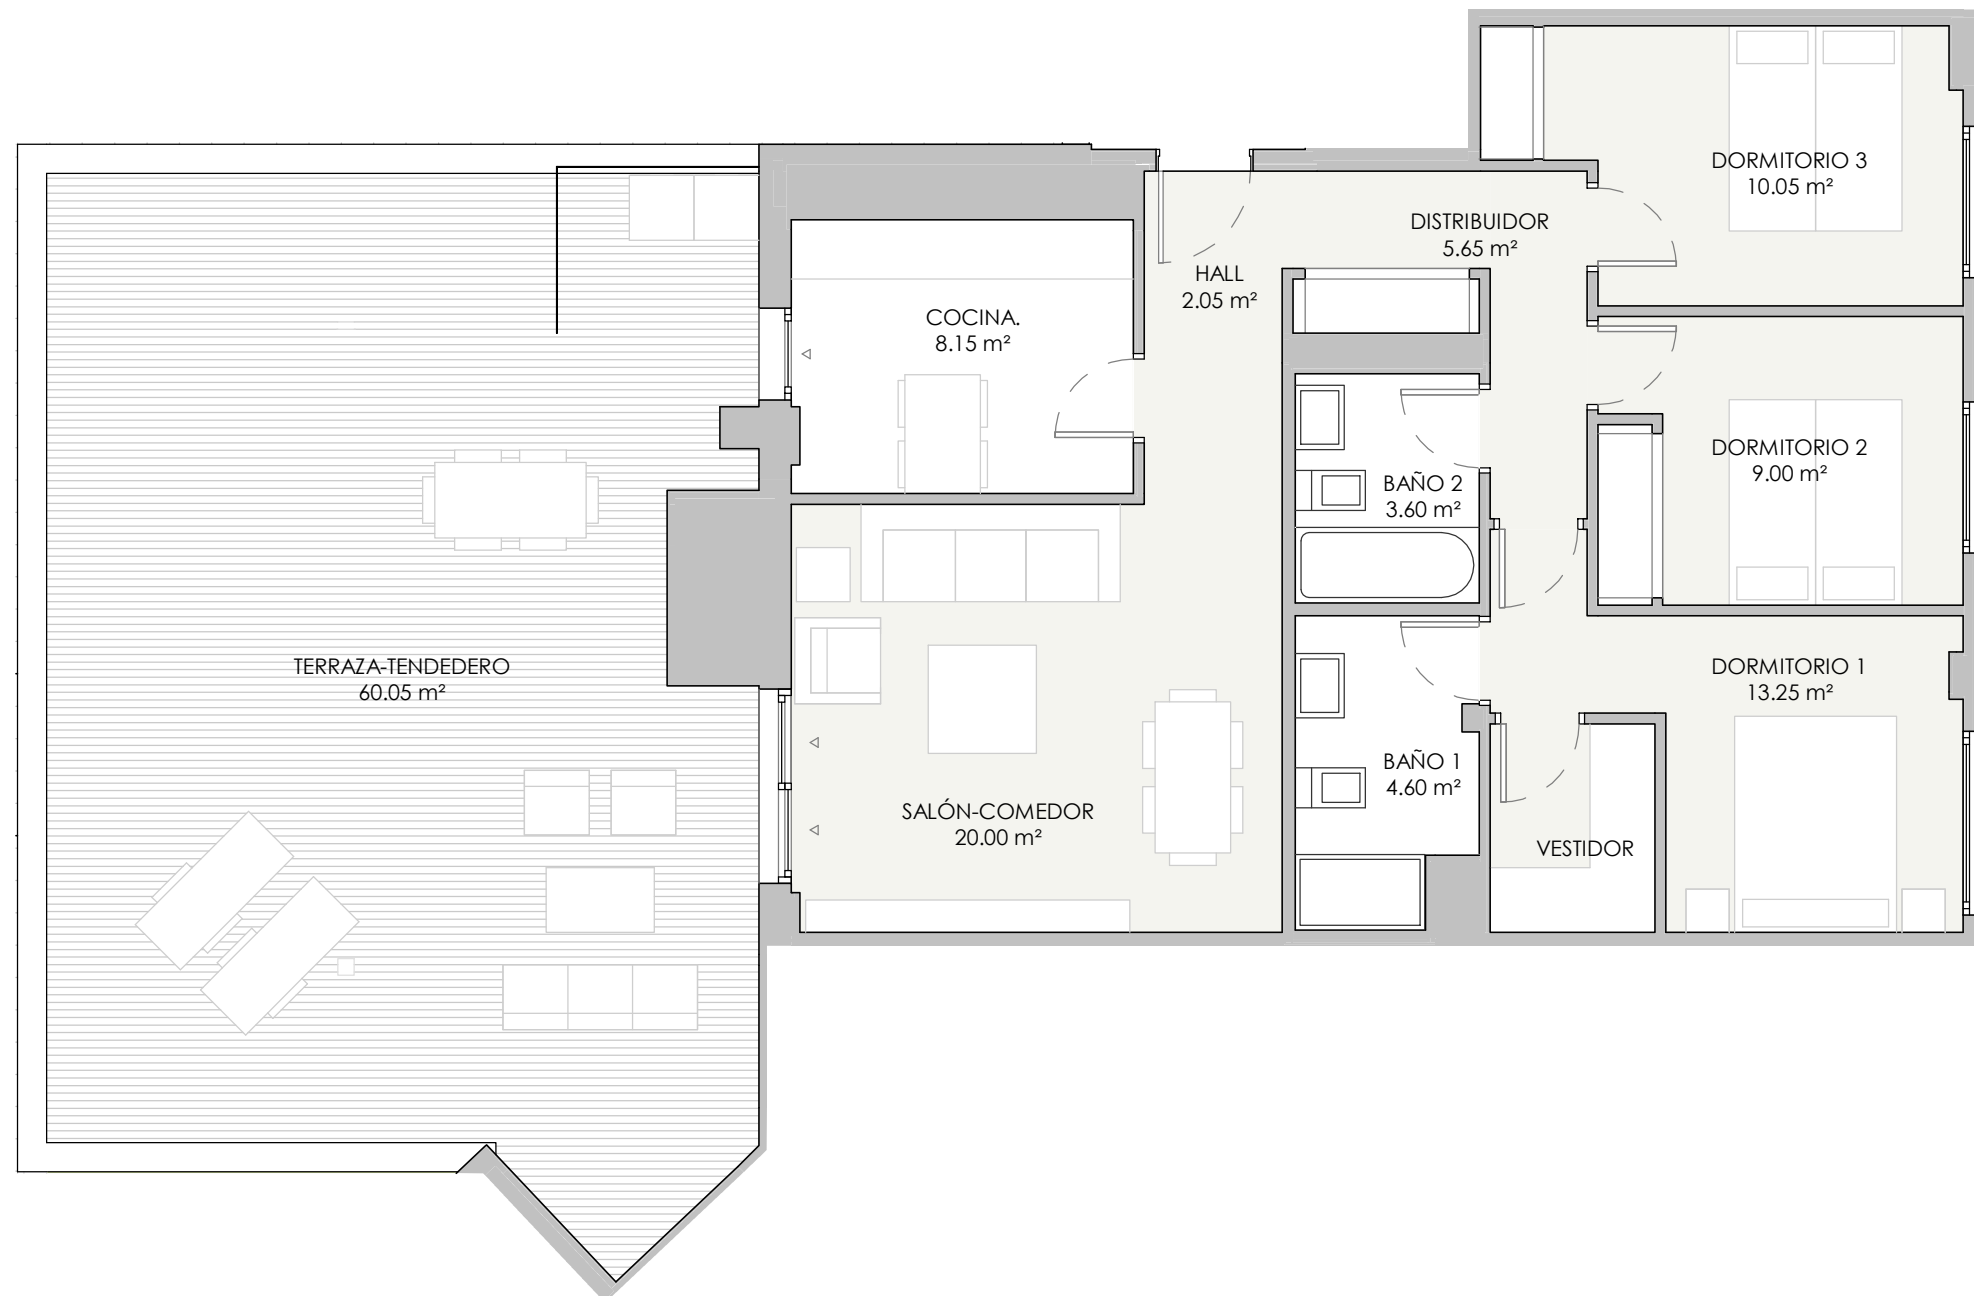 DORMITORIO 3
10.05 m²
DISTRIBUIDOR
5.65 m²
HALL
2.05 m²
COCINA.
8.15 m²
DORMITORIO 2
9.00 m²
BAÑO 2
3.60 m²
TERRAZA-TENDEDERO
60.05 m²
DORMITORIO 1
13.25 m²
BAÑO 1
4.60 m²
SALÓN-COMEDOR
20.00 m²
VESTIDOR